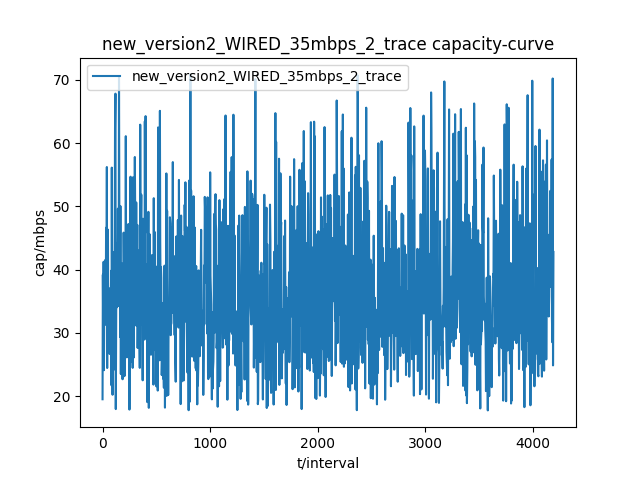 new_version2_WIRED_35mbps_2_trace capacity-curve
new_version2_WIRED_35mbps_2_trace
70
60
50
40
30
20
cap/mbps
0 1000 2000 3000 4000
t/interval